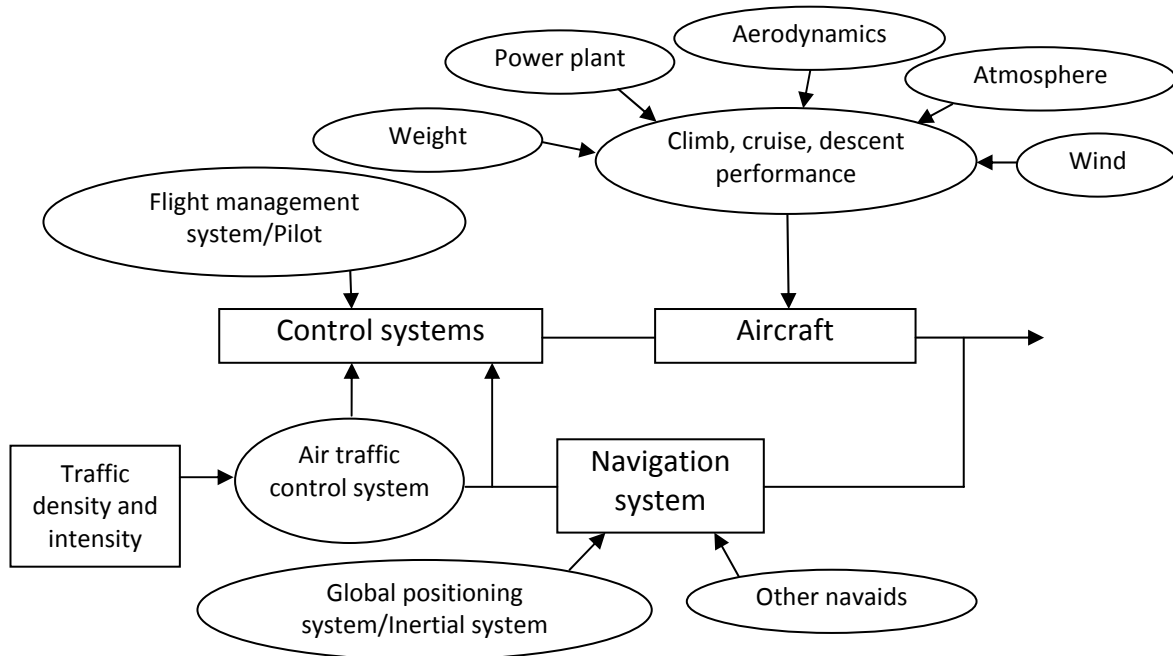 Aerodynamics
Power plant
Atmosphere
Weight
Climb, cruise, descent
performance
Wind
Flight management
system/Pilot
Control systems
Aircraft
Traffic
density and
intensity
Air traffic
control system
Navigation
system
Global positioning
system/Inertial system
Other navaids